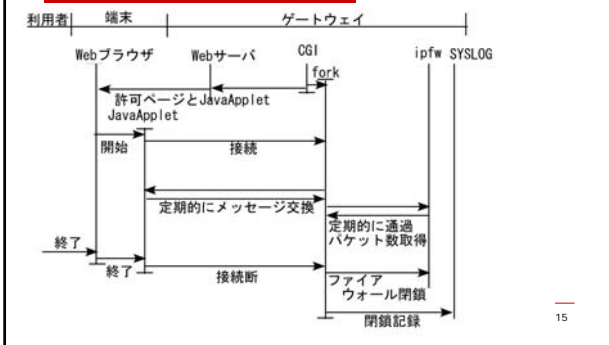 利用者 端末 ゲートウェイ
Webブラウザ Webサーバ CGI ipfw SYSLOG
fork
許可ページとJavaApplet
JavaApplet
開始
接続
定期的にメッセージ交換
定期的に通過
パケット数取得
終了
終了
接続断
ファイア
ウォール閉鎖
閉鎖記録
15